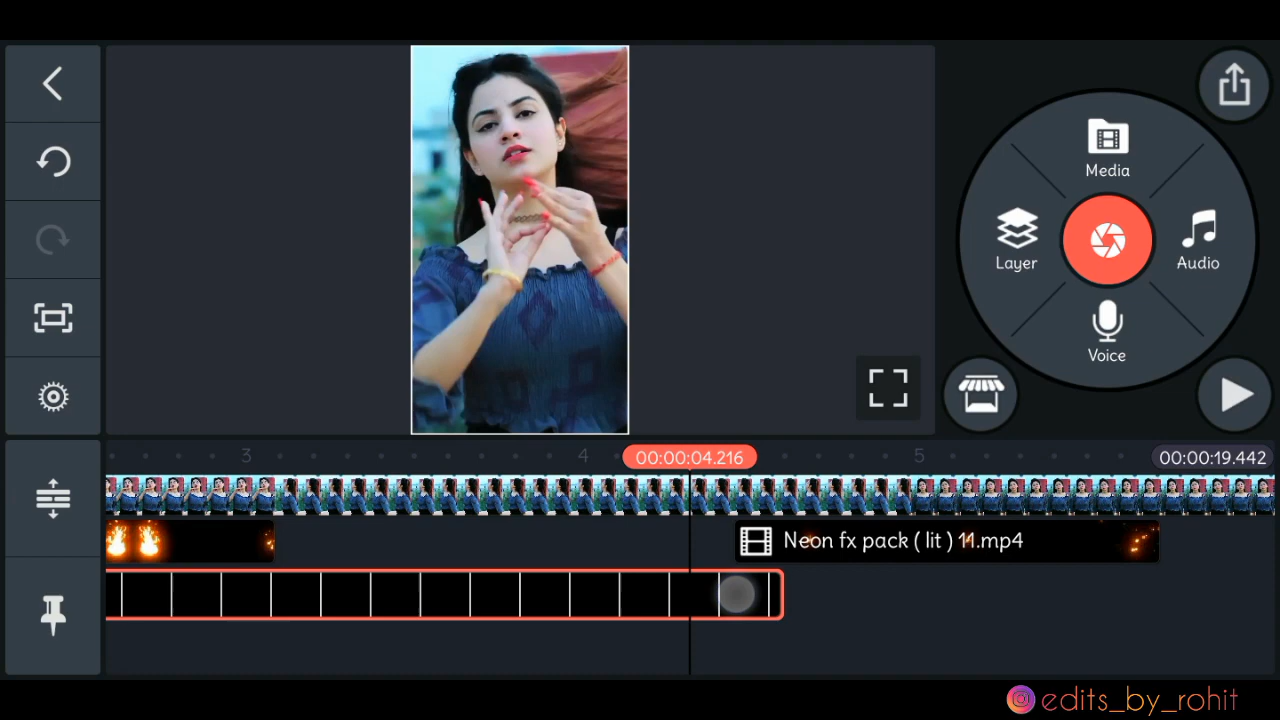 Media
Layer
Audio
Voice
3
4
00:00:04.216
5
00:00:19.442
Neon fx pack ( lit ) 11.mp4
edits_by_rohit